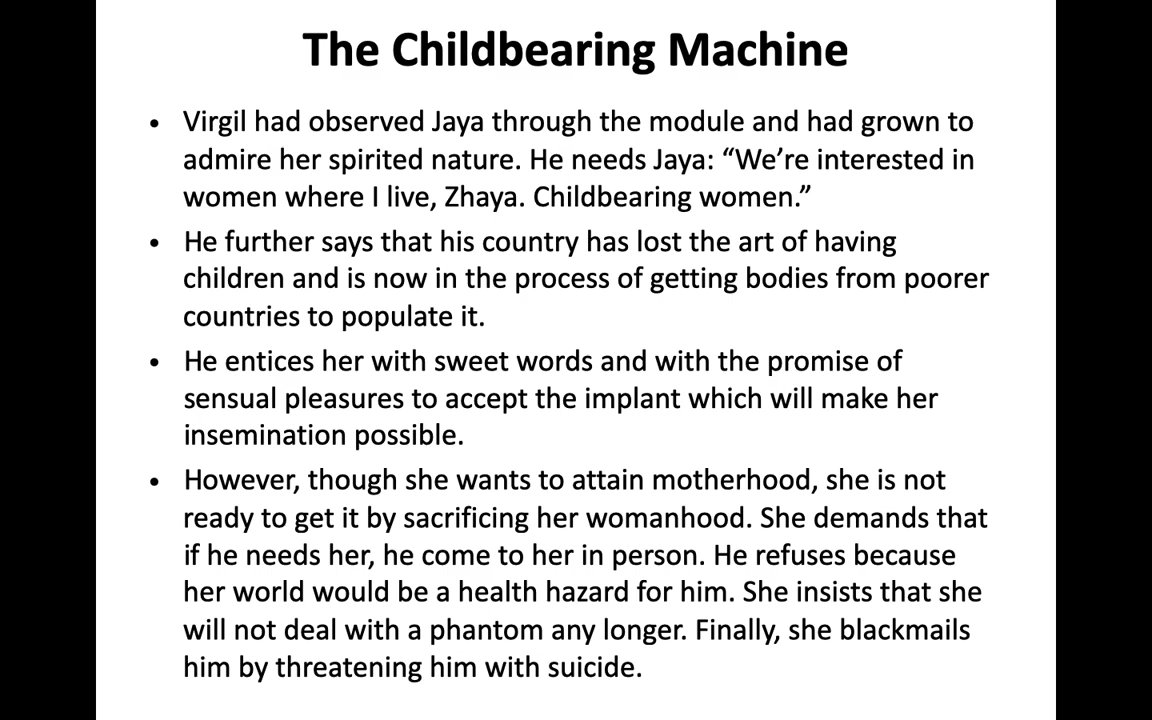 The Childbearing Machine
• Virgil had observed Jaya through the module and had grown to
admire her spirited nature. He needs Jaya: “We’re interested in
women where I live, Zhaya. Childbearing women.”
• He further says that his country has lost the art of having
children and is now in the process of getting bodies from poorer
countries to populate it.
• He entices her with sweet words and with the promise of
sensual pleasures to accept the implant which will make her
insemination possible.
• However, though she wants to attain motherhood, she is not
ready to get it by sacrificing her womanhood. She demands that
if he needs her, he come to her in person. He refuses because
her world would be a health hazard for him. She insists that she
will not deal with a phantom any longer. Finally, she blackmails
him by threatening him with suicide.